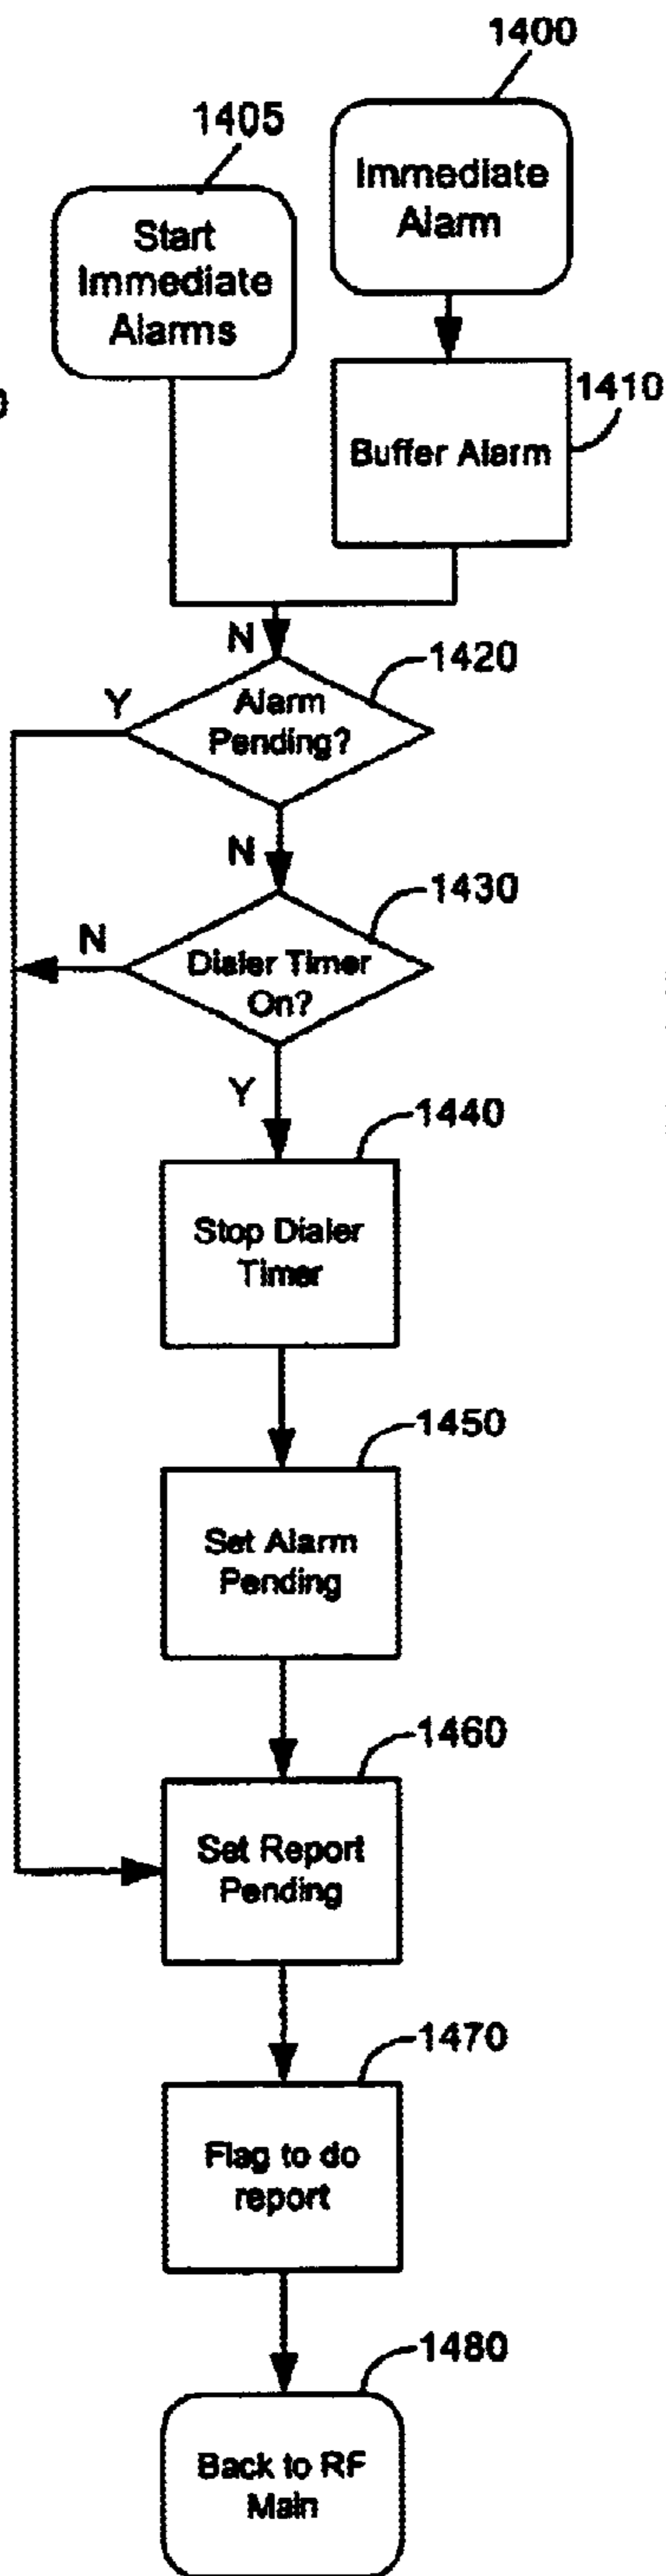 1400
Immediate
Alarm
1405
Start
Immediate
Alarms
1410
Buffer Alarm
N
1420
Y
Alarm
Pending?
N
1430
N
Dialer Timer
On?
Y
1440
Stop Dialer
Timer
1450
Set Alarm
Pending
1460
Set Report
Pending
1470
Flag to do
report
1480
Back to RF
Main